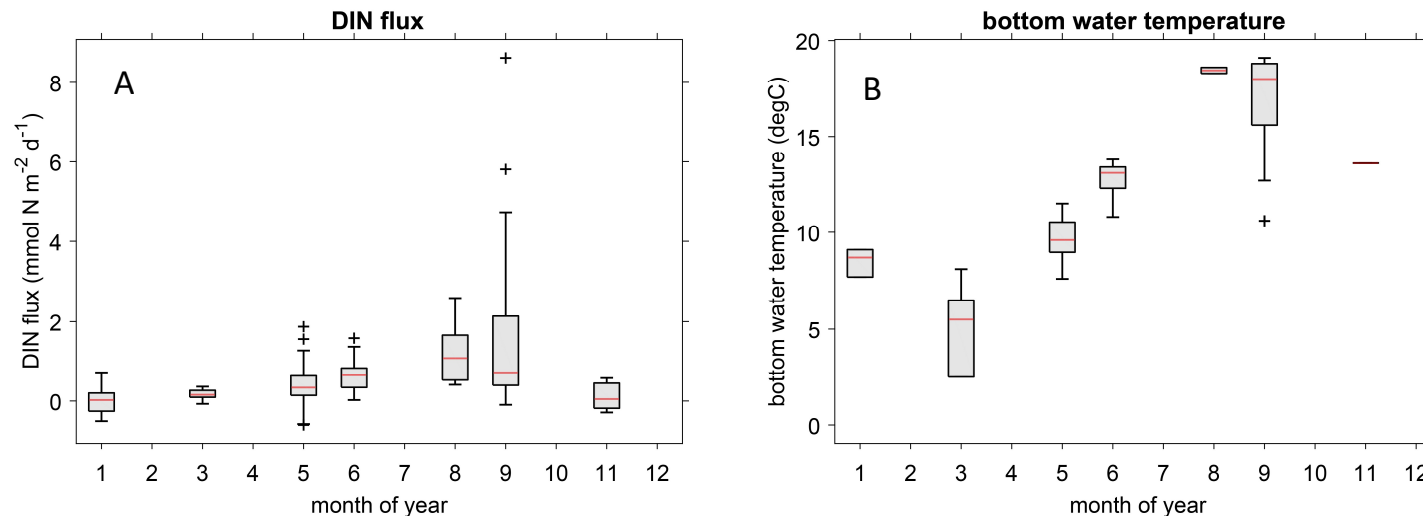 DIN flux
A
DIN flux (mmol N m-2 d-1)
8
6
4
2
0
1 2 3 4 5 6 7 8 9 10 11 12
month of year
bottom water temperature
B
bottom water temperature (degC)
20
15
10
5
0
1 2 3 4 5 6 7 8 9 10 11 12
month of year